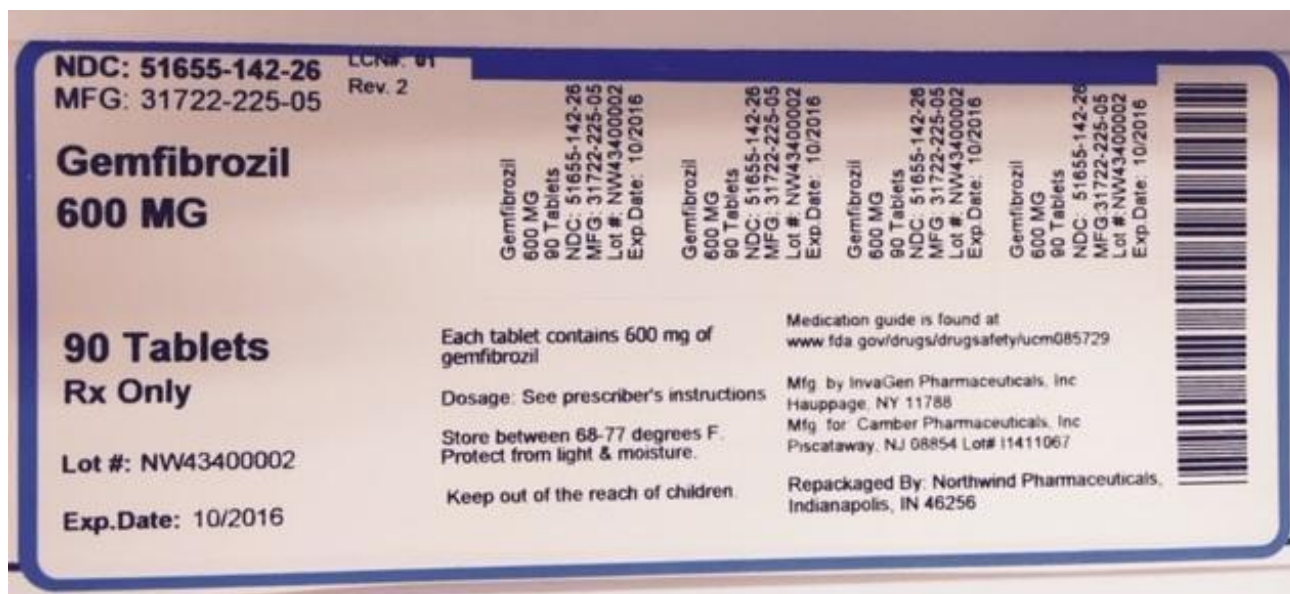 NDC: 51655-142-26
MFG: 31722-225-05
LCN#: 01
Rev. 2
Gemfibrozil
600 MG
90 Tablets
Rx Only
Lot #: NW43400002
Exp.Date: 10/2016
Gemfibrozil
600 MG
90 Tablets
NDC: 51655-142-26
MFG: 31722-225-05
Lot #: NW43400002
Exp.Date: 10/2016
Gemfibrozil
600 MG
90 Tablets
NDC: 51655-142-26
MFG: 31722-225-05
Lot #: NW43400002
Exp.Date: 10/2016
Gemfibrozil
600 MG
90 Tablets
NDC: 51655-142-26
MFG: 31722-225-05
Lot #: NW43400002
Exp.Date: 10/2016
Gemfibrozil
600 MG
90 Tablets
NDC: 51655-142-26
MFG:31722-225-05
Lot #:NW43400002
Exp.Date: 10/2016
Each tablet contains 600 mg of
gemfibrozil
Dosage: See prescriber's instructions
Store between 68-77 degrees F.
Protect from light & moisture.
Keep out of the reach of children.
Medication guide is found at
www.fda.gov/drugs/drugsafety/ucm085729
Mfg. by InvaGen Pharmaceuticals, Inc
Hauppage, NY 11788
Mfg. for Camber Pharmaceuticals, Inc
Piscataway, NJ 08854 Lot# I1411067
Repackaged By: Northwind Pharmaceuticals,
Indianapolis, IN 46256